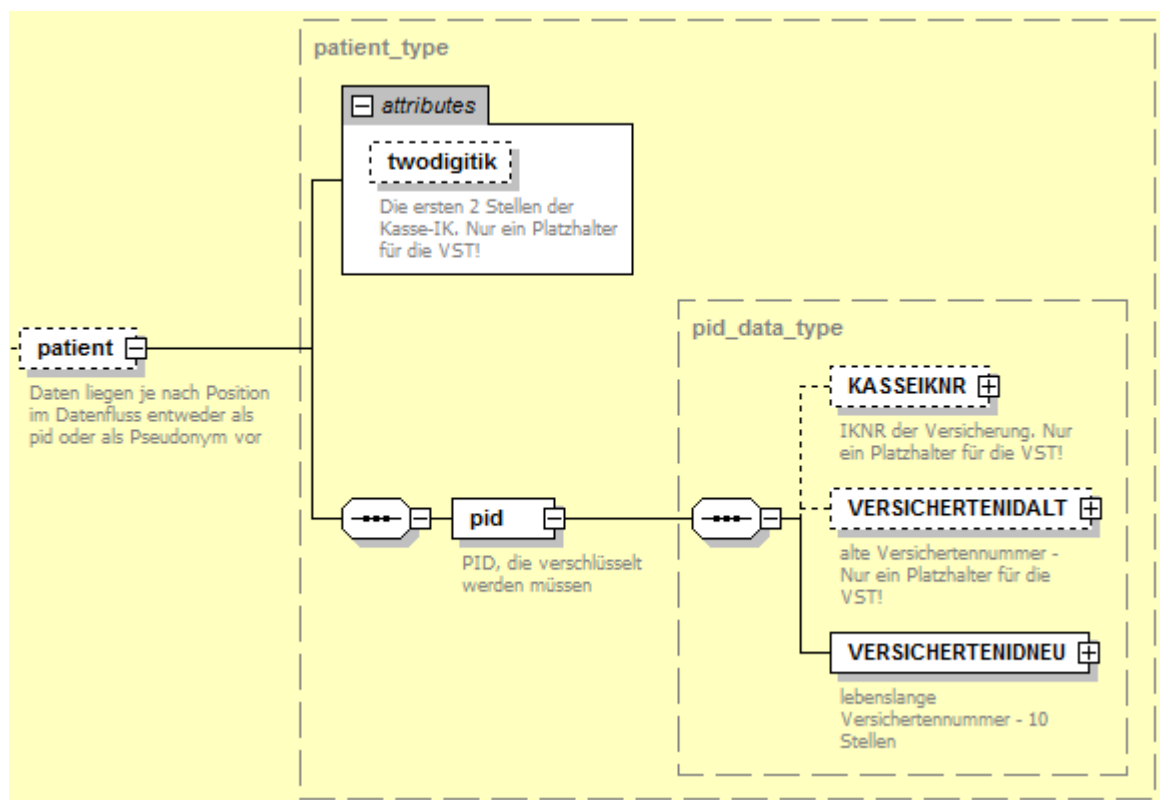 patient_type
attributes
twodigitik
Die ersten 2 Stellen der
Kasse-IK. Nur ein Platzhalter
für die VST!
patient
Daten liegen je nach Position
im Datenfluss entweder als
pid oder als Pseudonym vor
pid
PID, die verschlüsselt
werden müssen
pid_data_type
KASSEIKNR
IKNR der Versicherung. Nur
ein Platzhalter für die VST!
VERSICHERTENIDALT
alte Versichertennummer -
Nur ein Platzhalter für die
VST!
VERSICHERTENIDNEU
lebenslange
Versichertennummer - 10
Stellen